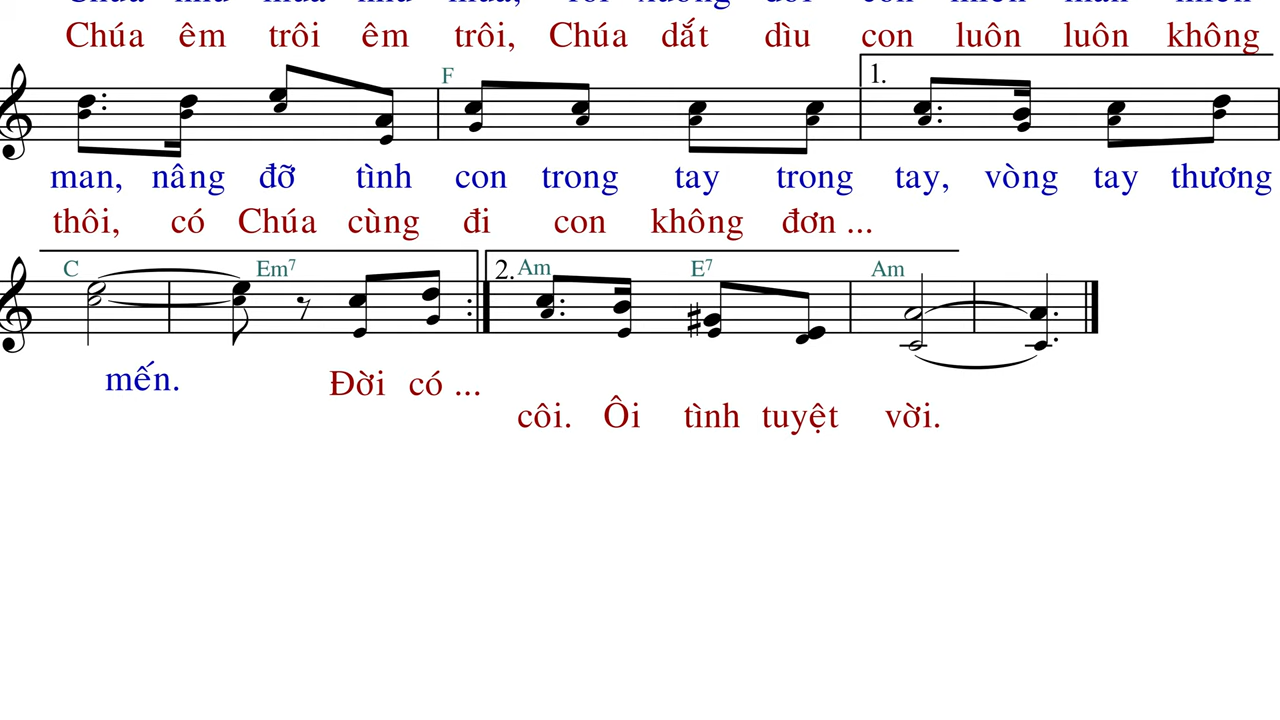 Chúa êm trôi êm trôi, Chúa dắt dìu con luôn luôn không
F 1.
man, nâng đỡ tình con trong tay trong tay, vòng tay thương
thôi, có Chúa cùng đi con không đơn ...
C Em7 2. Am E7 Am
mến. Đời có ...
côi. Ôi tình tuyệt vời.